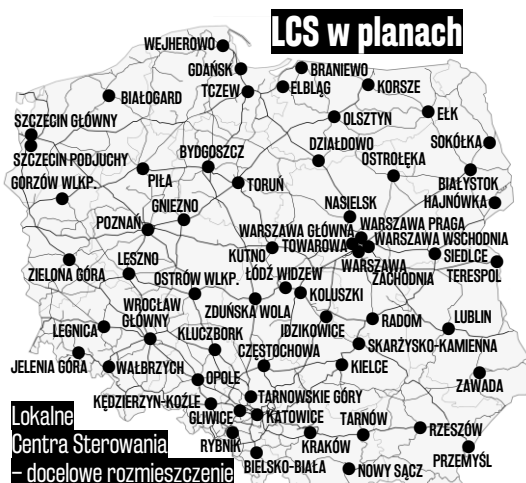 LCS w planach
WEJHEROWO
GDAŃSK
TCZEW
BRANIEWO
ELBLĄG
KORSZE
BIAŁOGARD
OLSZTYN
EŁK
SZCZECIN GŁÓWNY
SZCZECIN PODJUCHY
DZIAŁDOWO
SOKÓŁKA
BYDGOSZCZ
OSTROŁĘKA
GORZÓW WLKP.
PIŁA
TORUŃ
BIAŁYSTOK
HAJNÓWKA
GNIEZNO
NASIELSK
POZNAŃ
WARSZAWA GŁÓWNA
TOWAROWA
WARSZAWA PRAGA
WARSZAWA WSCHODNIA
KUTNO
SIEDLCE
LESZNO
WARSZAWA
ZACHODNIA
TERESPOL
ZIELONA GÓRA
ŁÓDŹ WIDZEW
OSTRÓW WLKP.
KOLUSZKI
WROCŁAW
GŁÓWNY
ZDUŃSKA WOLA
IDZIKOWICE
RADOM
LUBLIN
LEGNICA
KLUCZBORK
SKARŻYSKO-KAMIENNA
CZĘSTOCHOWA
JELENIA GÓRA
WAŁBRZYCH
OPOLE
KIELCE
ZAWADA
KĘDZIERZYN-KOŹLE
TARNOWSKIE GÓRY
GLIWICE
KATOWICE
TARNÓW
RZESZÓW
RYBNIK
KRAKÓW
PRZEMYŚL
BIELSKO-BIAŁA
NOWY SĄCZ
Lokalne
Centra Sterowania
– docelowe rozmieszczenie